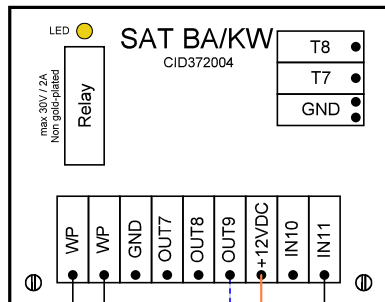 LED
SAT BA/KW
CID372004
max 30V / 2A
Non gold-plated
Relay
T8
T7
GND
WP
WP
GND
OUT7
OUT8
OUT9
+12VDC
IN10
IN11